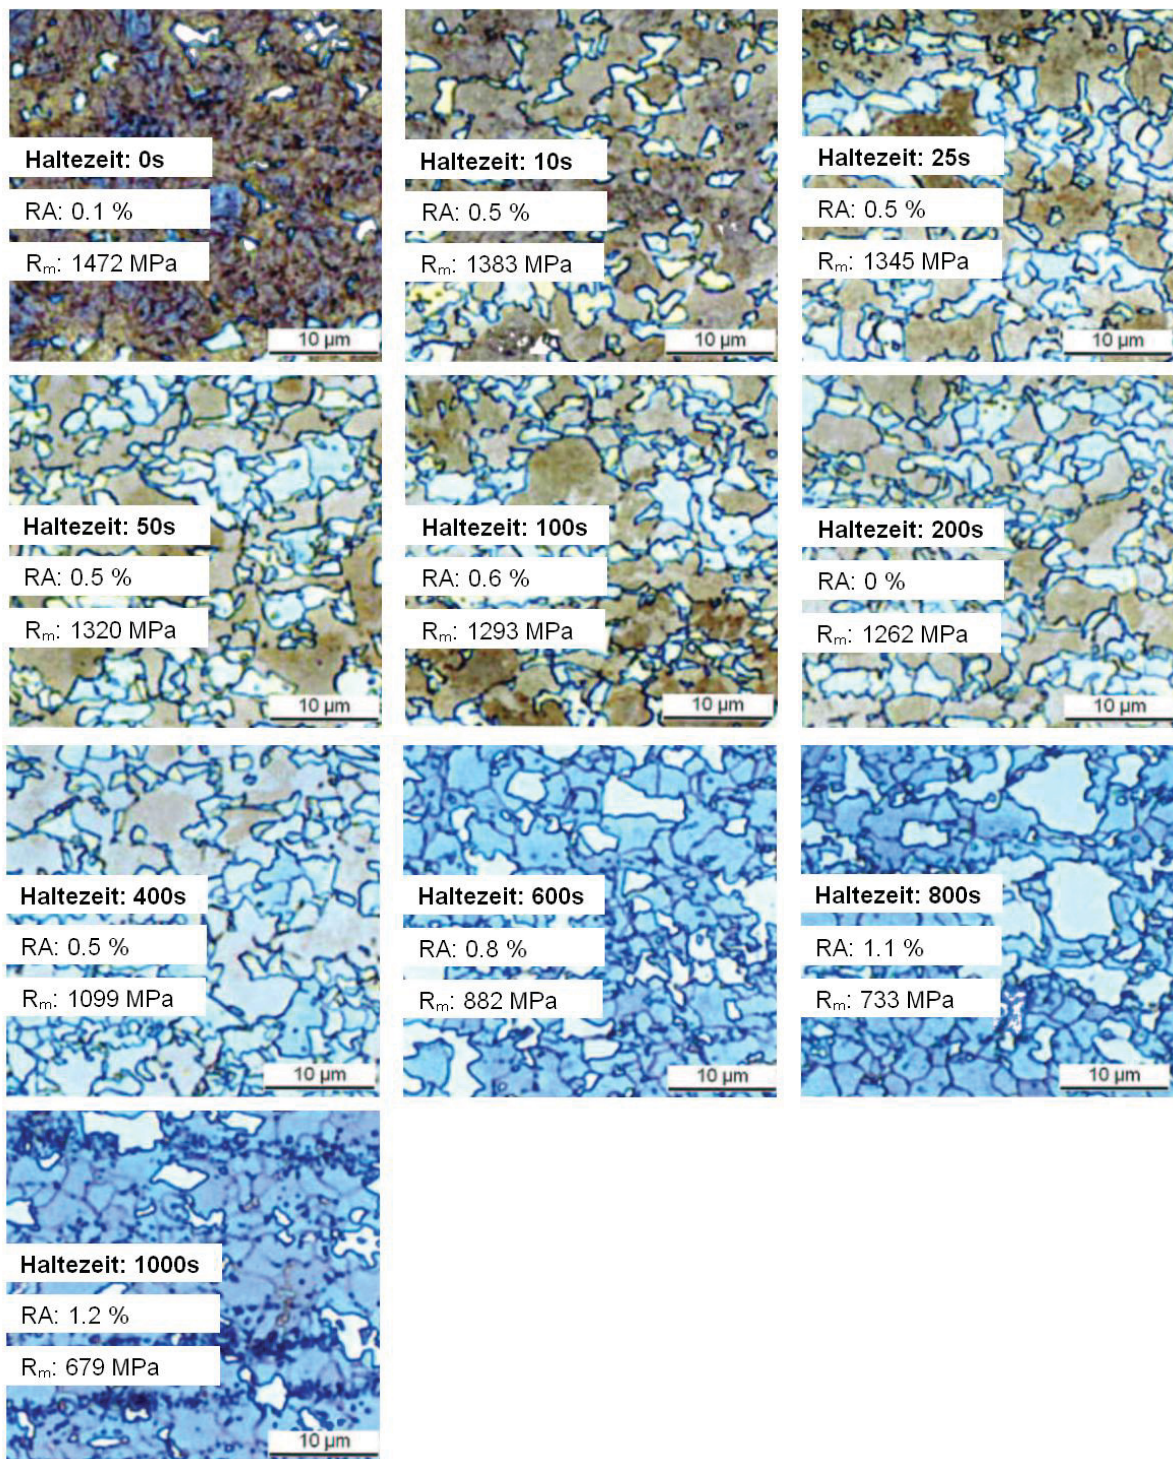 Haltezeit: 0s
RA: 0.1 %
Rm: 1472 MPa
10 µm
Haltezeit: 10s
RA: 0.5 %
Rm: 1383 MPa
10 µm
Haltezeit: 25s
RA: 0.5 %
Rm: 1345 MPa
10 µm
Haltezeit: 50s
RA: 0.5 %
Rm: 1320 MPa
10 µm
Haltezeit: 100s
RA: 0.6 %
Rm: 1293 MPa
10 µm
Haltezeit: 200s
RA: 0 %
Rm: 1262 MPa
10 µm
Haltezeit: 400s
RA: 0.5 %
Rm: 1099 MPa
10 µm
Haltezeit: 600s
RA: 0.8 %
Rm: 882 MPa
10 µm
Haltezeit: 800s
RA: 1.1 %
Rm: 733 MPa
10 µm
Haltezeit: 1000s
RA: 1.2 %
Rm: 679 MPa
10 µm